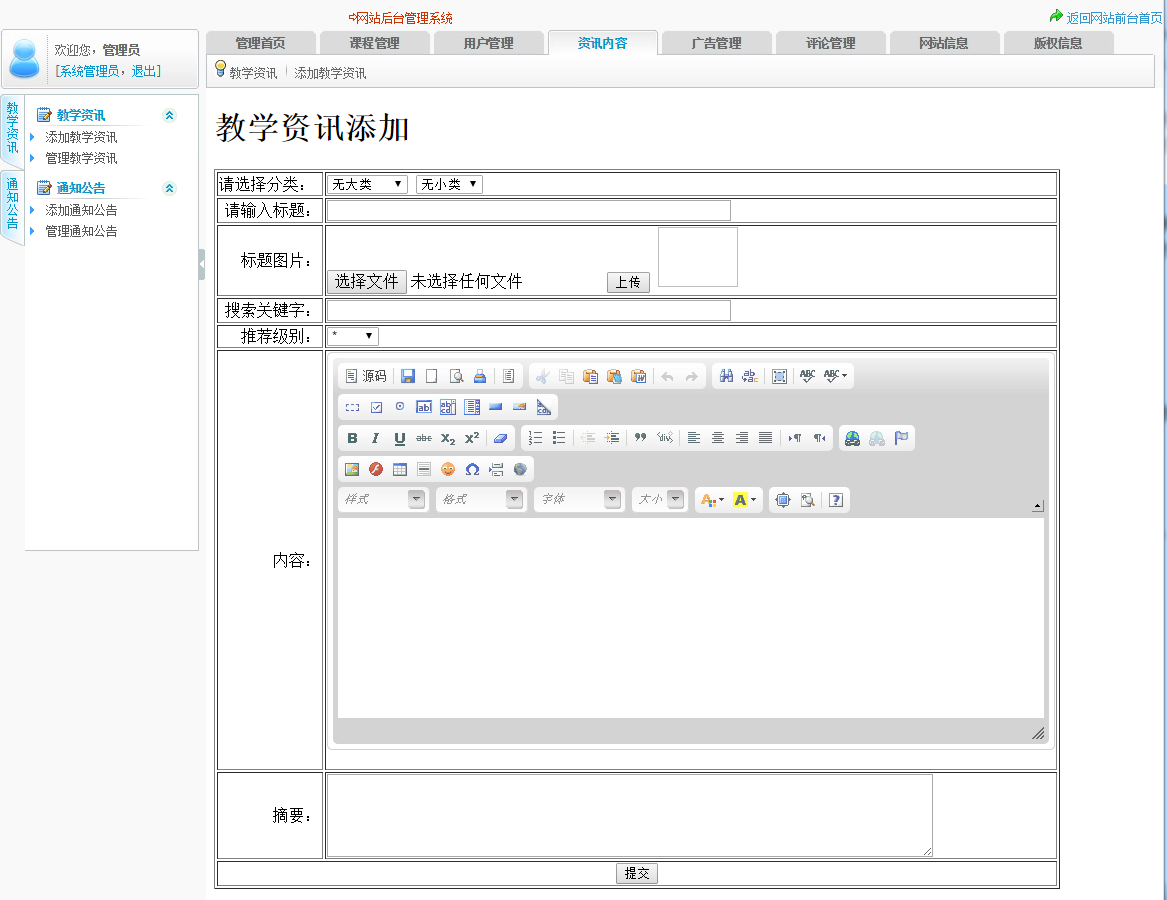 网站后台管理系统
返回网站前台首页
管理首页 课程管理 用户管理 资讯内容 广告管理 评论管理 网站信息 版权信息
欢迎您，管理员
[系统管理员，退出]
教学资讯 | 添加教学资讯
教学资讯
通知公告
教学资讯
添加教学资讯
管理教学资讯
通知公告
添加通知公告
管理通知公告
教学资讯添加
请选择分类： 无大类 无小类
请输入标题：
标题图片： 选择文件 未选择任何文件 上传
搜索关键字：
推荐级别： *
内容：
源码 ABC ABC
B I U abc X₂ X² ❞ div
样式 格式 字体 大小 A A ?
摘要：
提交